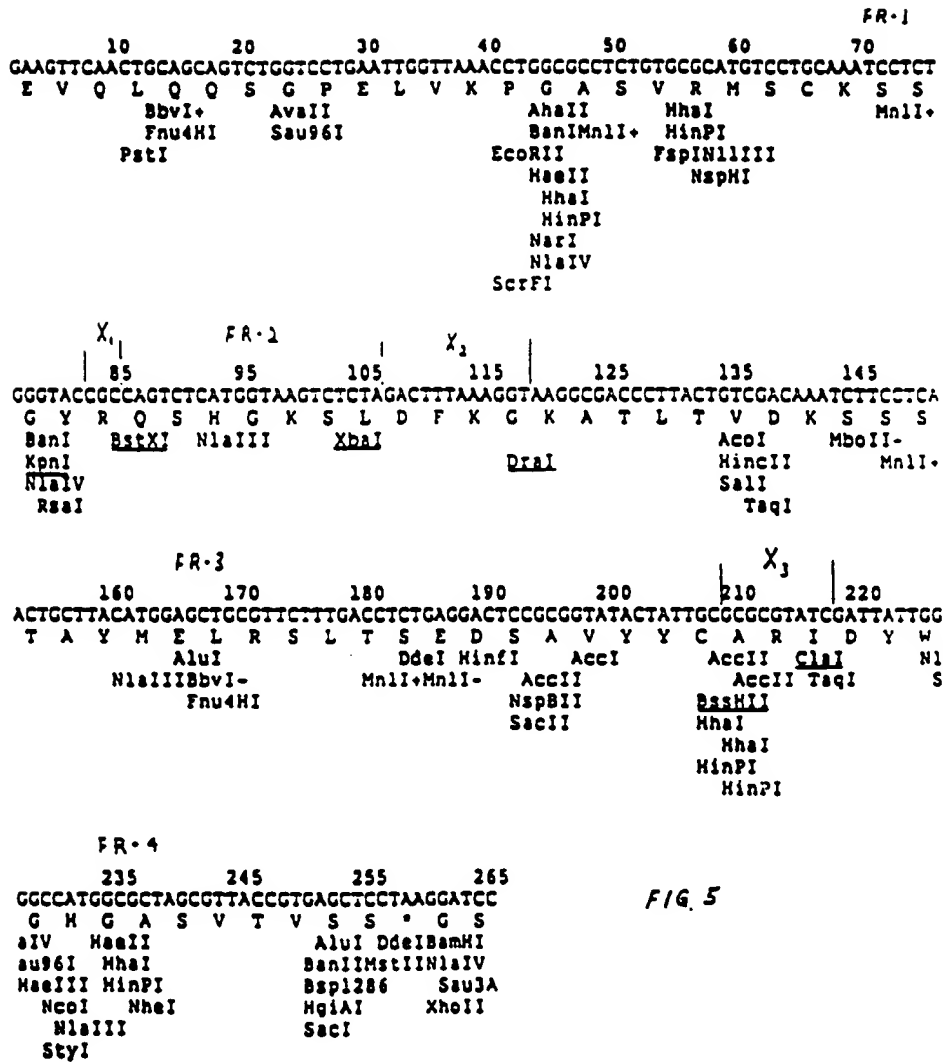 FR-1
10 20 30 40 50 60 70
GAAGTTCAACTGCAGCAGTCTGGTCCTGAATTGGTTAAACCTGGCGCCTCTGTGCGCATGTCCTGCAAATCCTCT
E V Q L Q Q S G P E L V K P G A S V R M S C K S S
BbvI+ AvaII AhaII HhaI MnlI+
Fnu4HI Sau96I BanIMnlI+ HinPI
PstI EcoRII FspINlIIII
HaeII NspHI
HhaI
HinPI
NarI
NlaIV
ScrFI
X1 FR-2 X2
85 95 105 115 125 135 145
GGGTACCGCCAGTCTCATGGTAAGTCTCTAGACTTTAAAGGTAAGGCGACCCTTACTGTCGACAAATCTTCCTCA
G Y R Q S H G K S L D F K G K A T L T V D K S S S
BanI BstXI NlaIII XbaI AcoI MboII-
KpnI DraI HincII MnlI+
NlaIV SalI
RsaI TaqI
FR-3 X3
160 170 180 190 200 210 220
ACTGCTTACATGGAGCTGCGTTCTTTGACCTCTGAGGACTCCGCGGTATACTATTGCGCGCGTATCGATTATTGG
T A Y M E L R S L T S E D S A V Y Y C A R I D Y W
AluI DdeI HinfI AccI AccII ClaI Nl
NlaIIIBbvI- MnlI+MnlI- AccII AccII TaqI S
Fnu4HI NspBII BssHII
SacII HhaI
HhaI
HinPI
HinPI
FR-4
235 245 255 265
GGCCATGGCGCTAGCGTTACCGTGAGCTCCTAAGGATCC
G H G A S V T V S S * G S
aIV HaeII AluI DdeIBamHI
au96I HhaI BanIIMstIINlaIV
HaeIII HinPI Bsp1286 Sau3A
NcoI NheI HgiAI XhoII
NlaIII SacI
StyI
FIG. 5